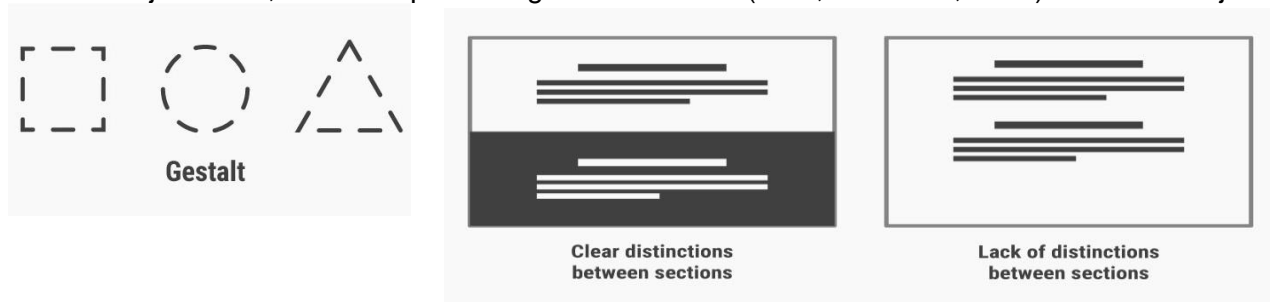 Gestalt
Clear distinctions
between sections
Lack of distinctions
between sections